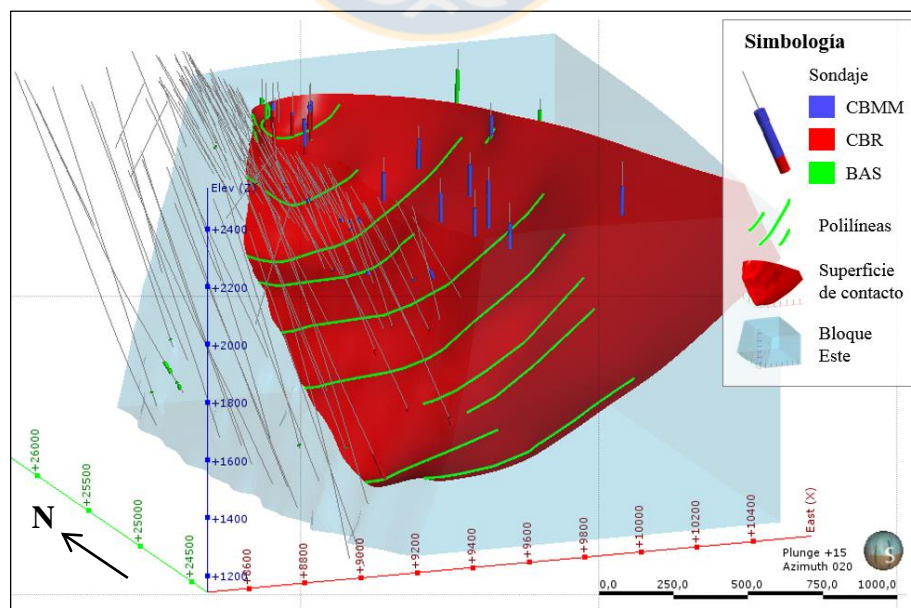 Simbología
Sondaje
CBMM
CBR
BAS
Polilíneas
Superficie
de contacto
Bloque
Este
Elev (Z)
+2400
+2200
+2000
+1800
+1600
+1400
+1200
+26000
+25500
+25000
+24500
N
+8600
+8800
+9000
+9200
+9400
+9600
+9800
+10000
+10200
+10400
East (X)
Plunge +15
Azimuth 020
S
0,0 250,0 500,0 750,0 1000,0